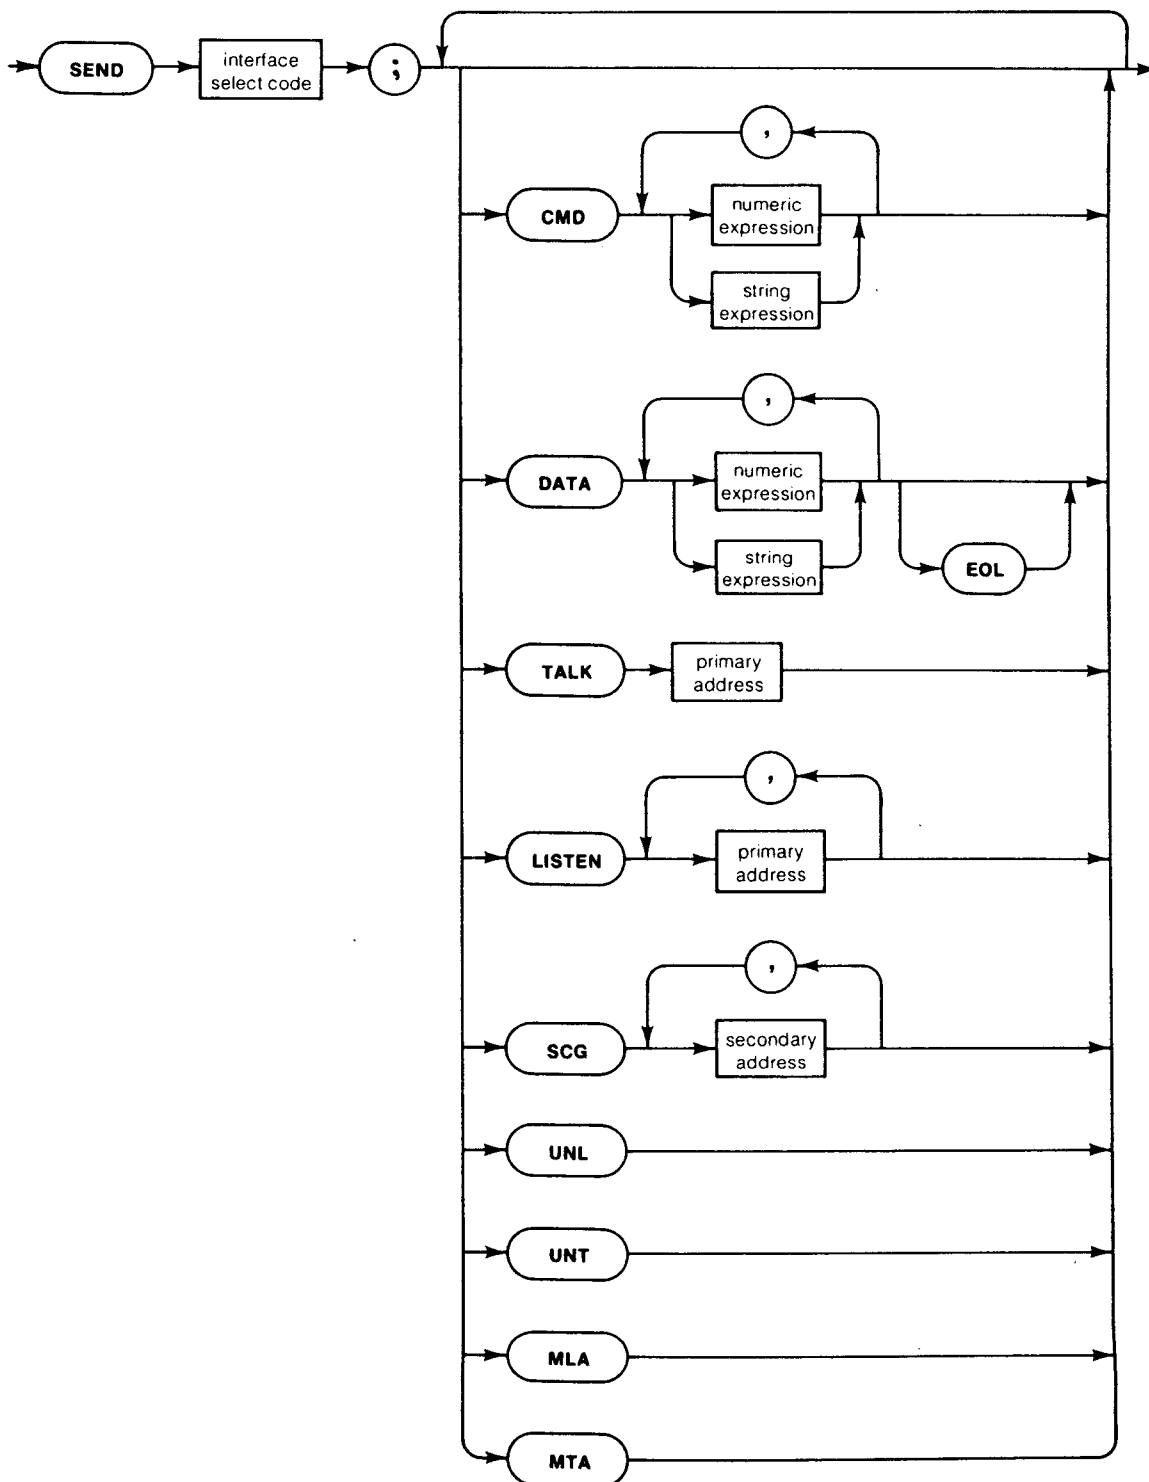 SEND
interface
select code
;
,
CMD
numeric
expression
string
expression
,
DATA
numeric
expression
string
expression
EOL
TALK
primary
address
,
LISTEN
primary
address
,
SCG
secondary
address
UNL
UNT
MLA
MTA